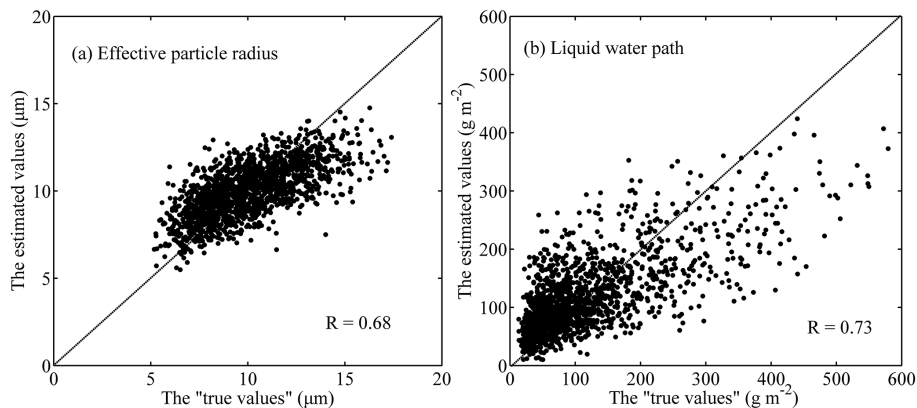 20
15
10
5
0
(a) Effective particle radius
R = 0.68
The estimated values (μm)
0 5 10 15 20
The "true values" (μm)
600
500
400
300
200
100
0
(b) Liquid water path
R = 0.73
The estimated values (g m⁻²)
0 100 200 300 400 500 600
The "true values" (g m⁻²)